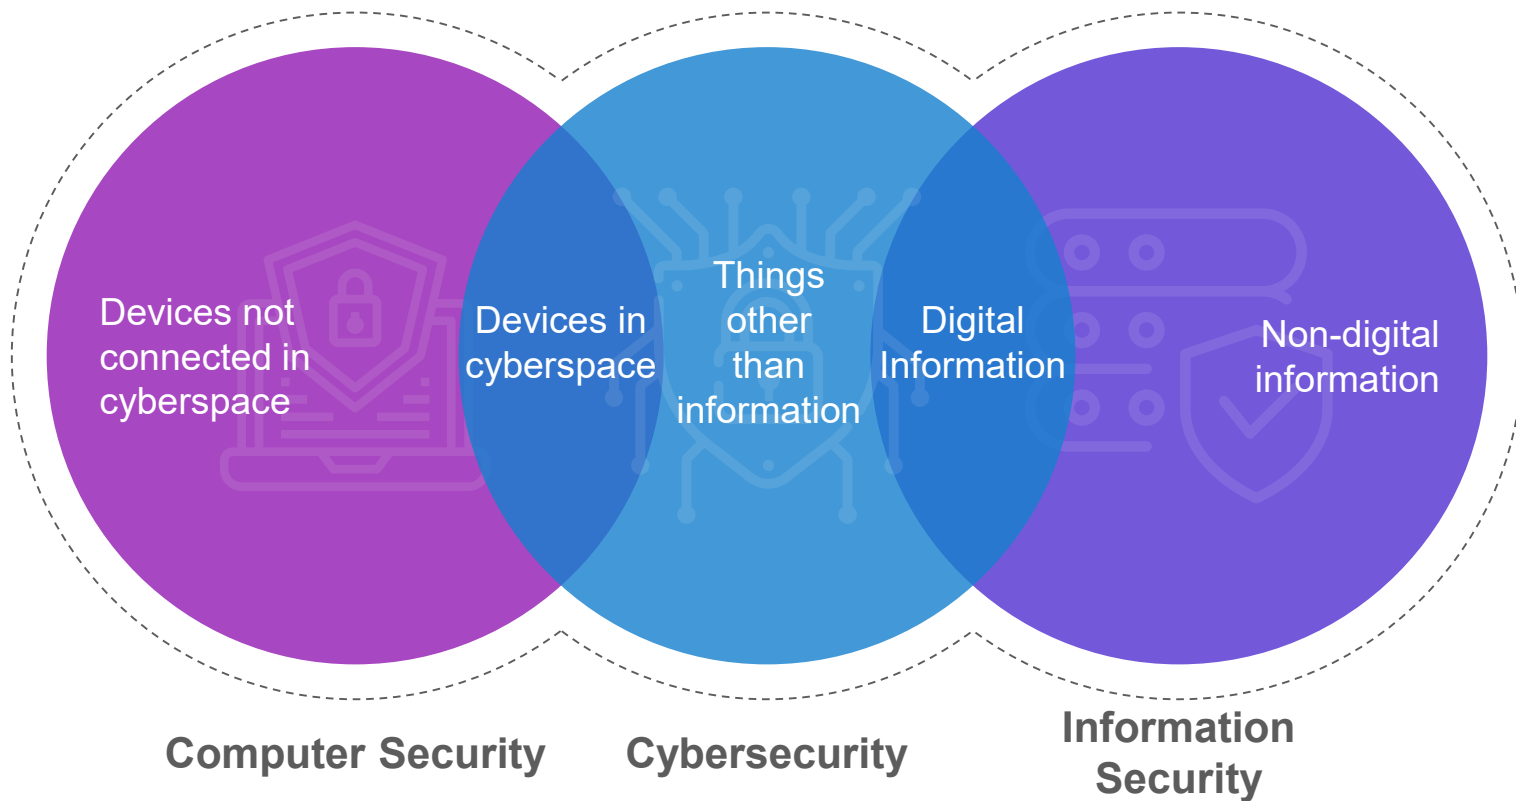 Devices not
connected in
cyberspace
Devices in
cyberspace
Things
other
than
information
Digital
Information
Non-digital
information
Computer Security
Cybersecurity
Information
Security